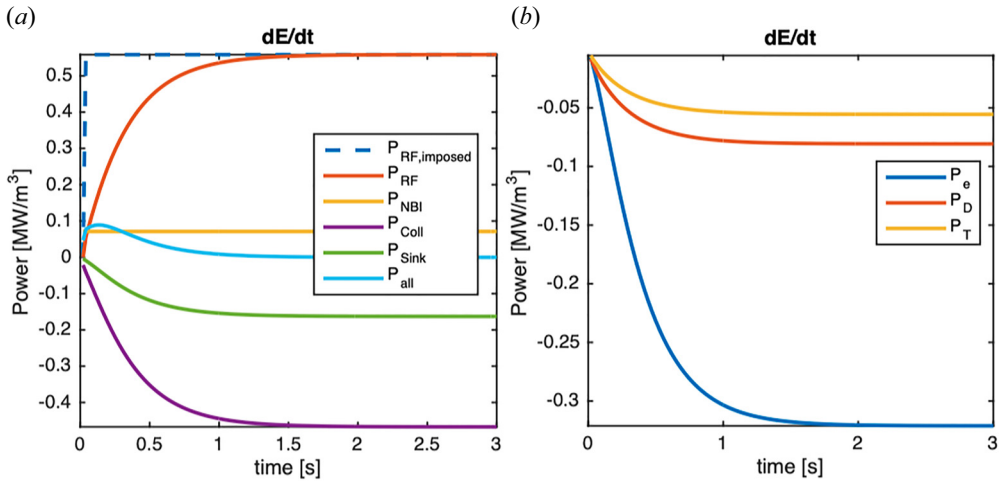 (a)
dE/dt
Power [MW/m³]
0.5
0.4
0.3
0.2
0.1
0
-0.1
-0.2
-0.3
-0.4
P_RF,imposed
P_RF
P_NBI
P_Coll
P_Sink
P_all
0
0.5
1
1.5
2
2.5
3
time [s]
(b)
dE/dt
Power [MW/m³]
-0.05
-0.1
-0.15
-0.2
-0.25
-0.3
P_e
P_D
P_T
0
1
2
3
time [s]